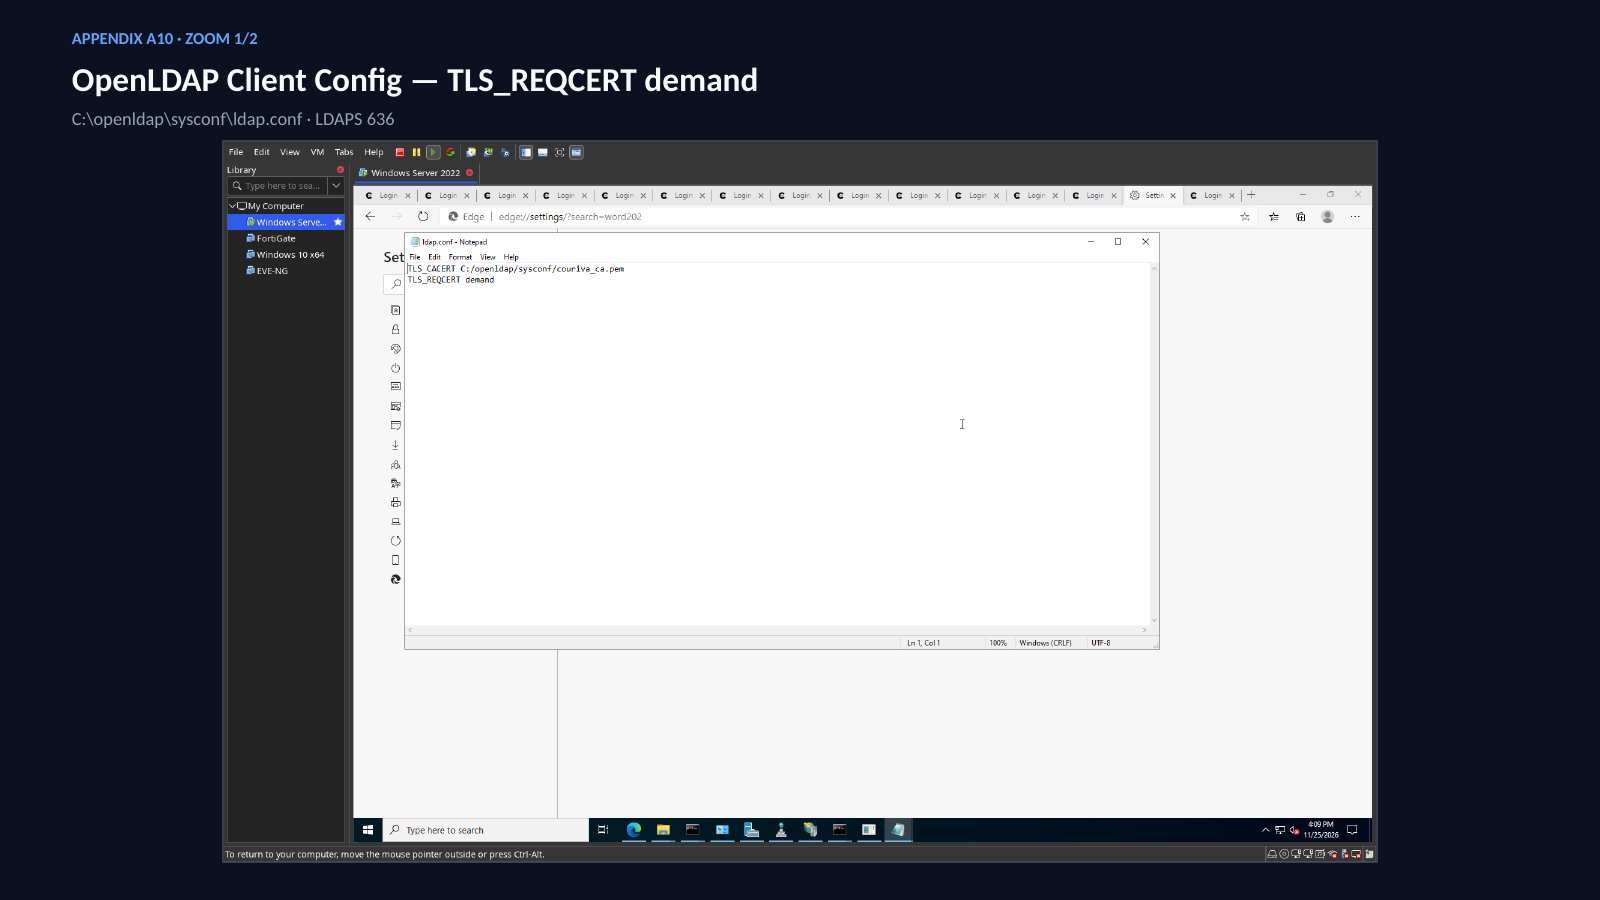 APPENDIX A10 · ZOOM 1/2
OpenLDAP Client Config — TLS_REQCERT demand
C:\openldap\sysconf\ldap.conf · LDAPS 636
File Edit View VM Tabs Help
Library
Windows Server 2022
Type here to sea...
My Computer
Windows Serve...
FortiGate
Windows 10 x64
EVE-NG
Login Login Login Login Login Login Login Login Login Login Login Login Login Settin Login
Edge edge://settings/?search=word202
Set
ldap.conf - Notepad
File Edit Format View Help
TLS_CACERT C:/openldap/sysconf/couriva_ca.pem
TLS_REQCERT demand
Ln 1, Col 1 100% Windows (CRLF) UTF-8
Type here to search
4:09 PM
11/25/2026
To return to your computer, move the mouse pointer outside or press Ctrl-Alt.